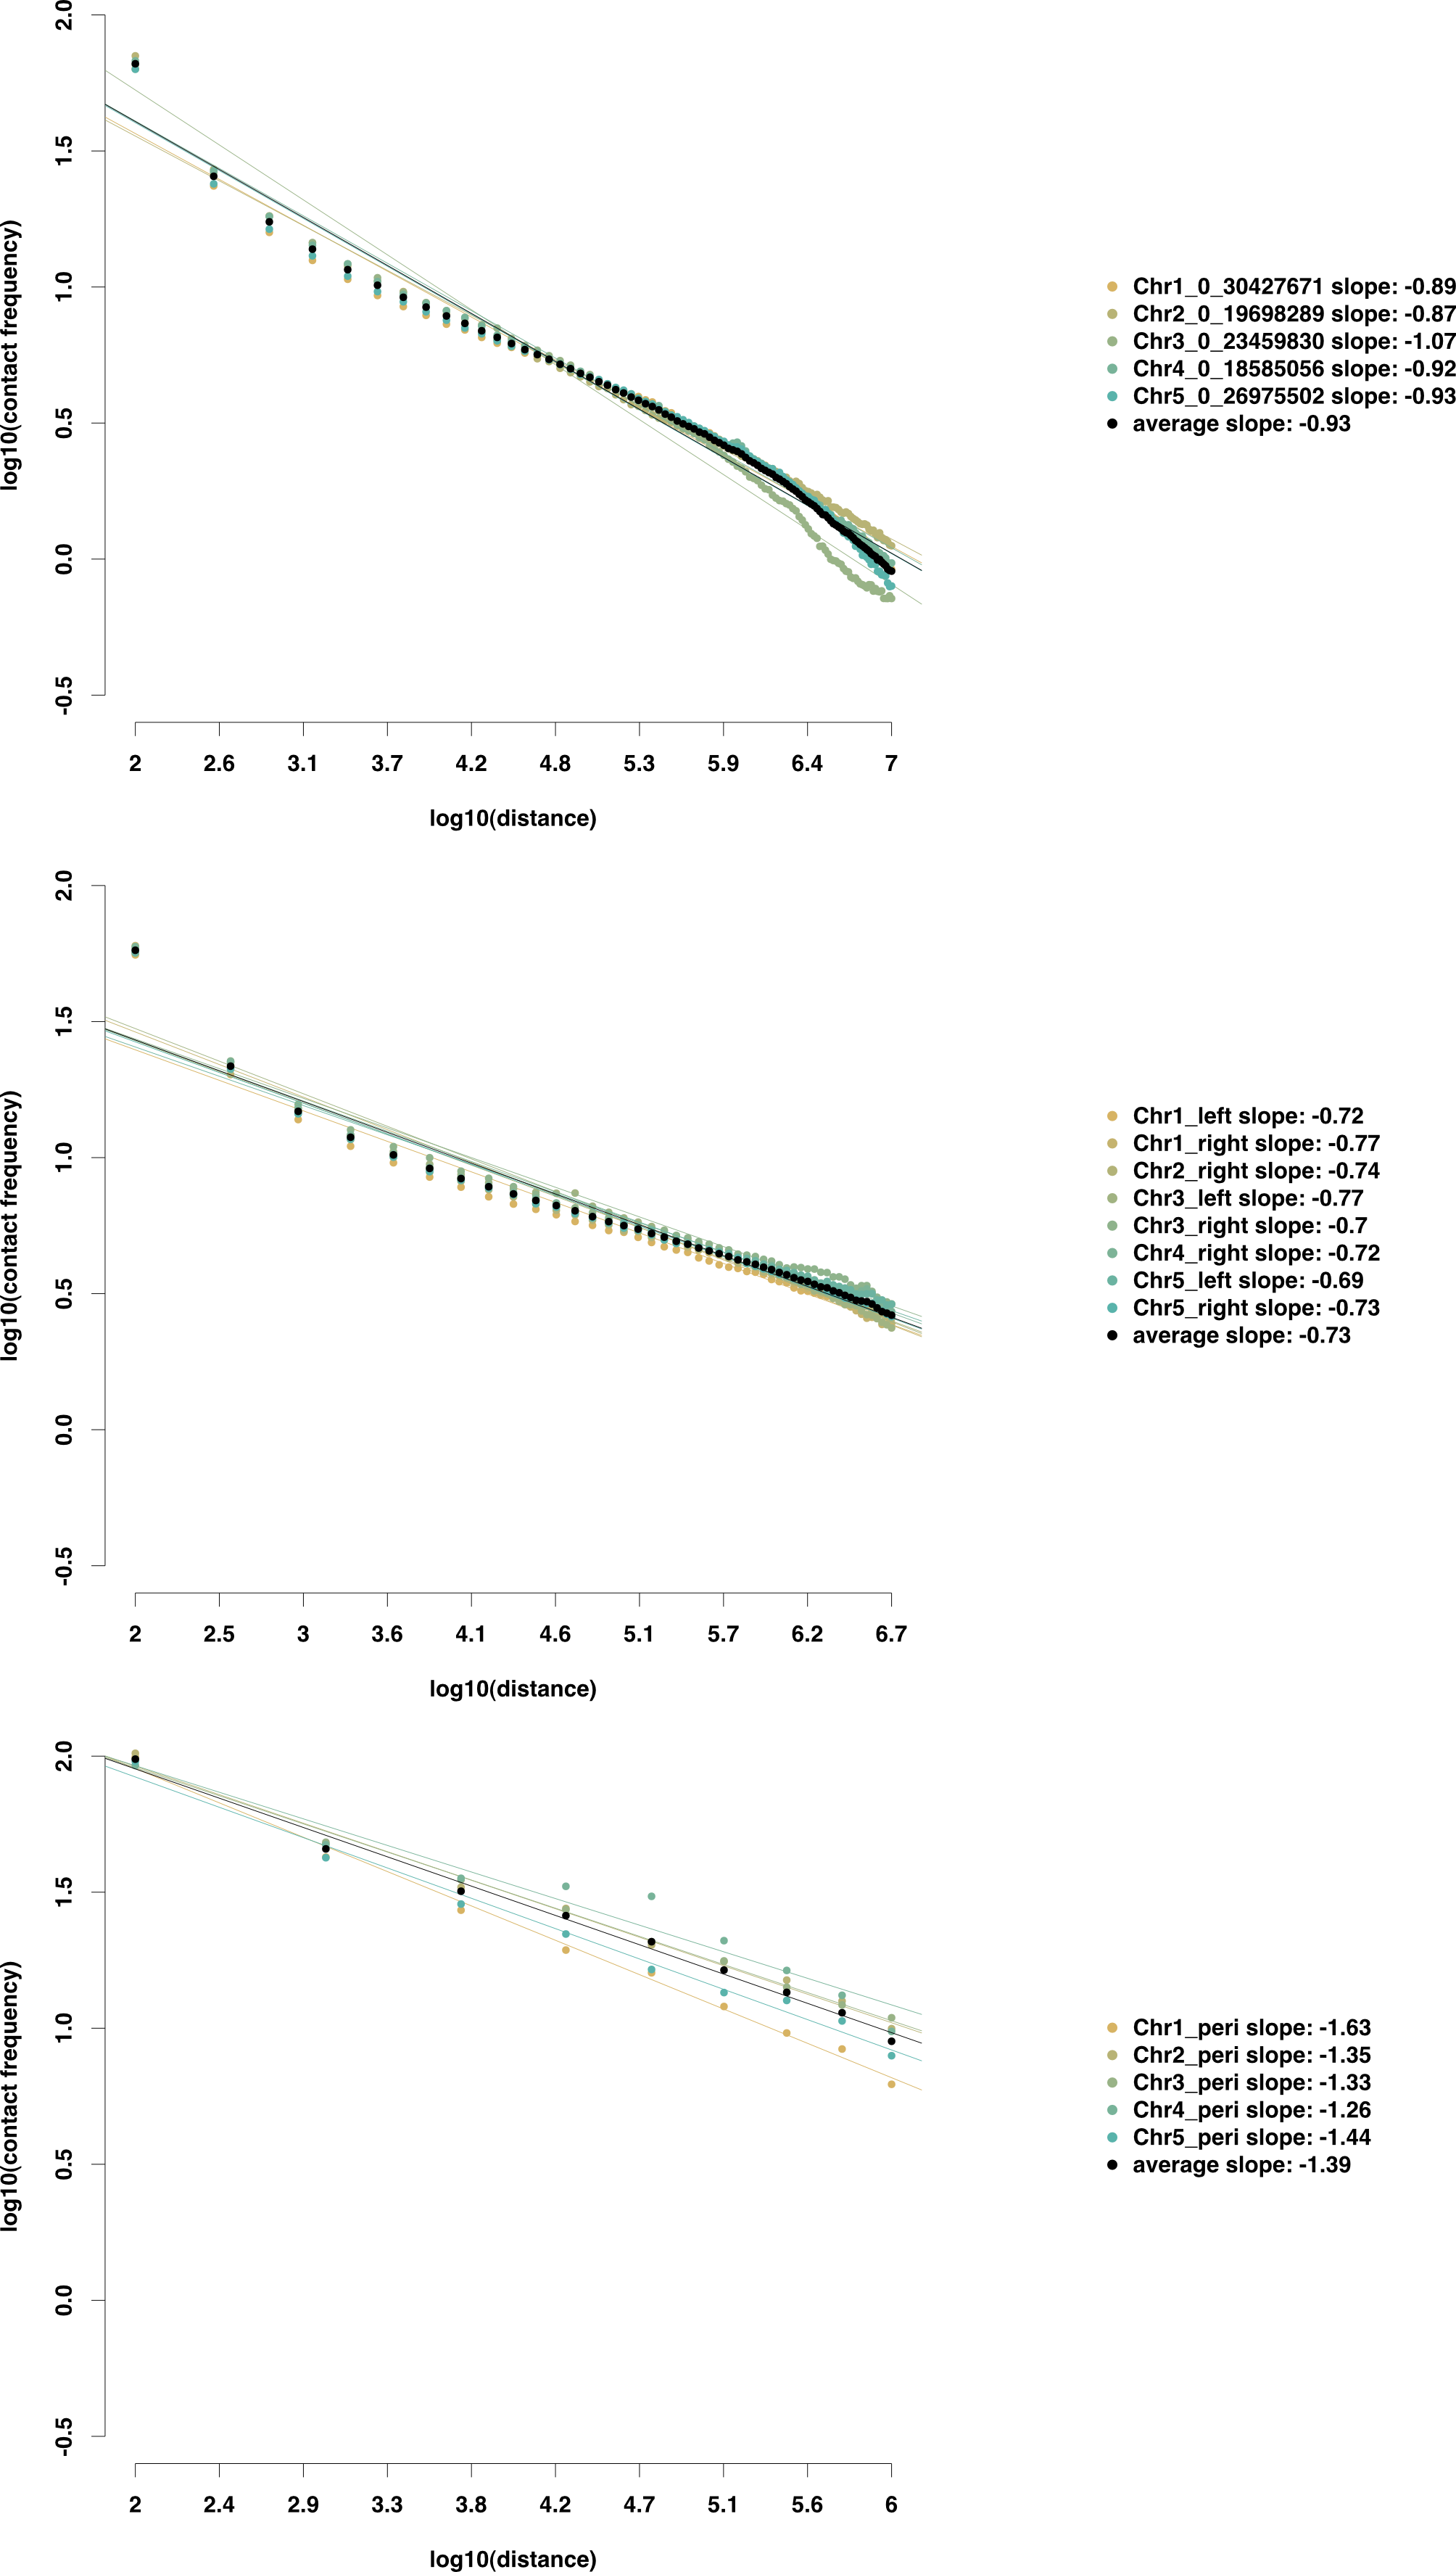 2.0
1.5
1.0
0.5
0.0
-0.5
log10(contact frequency)
2 2.6 3.1 3.7 4.2 4.8 5.3 5.9 6.4 7
log10(distance)
Chr1_0_30427671 slope: -0.89
Chr2_0_19698289 slope: -0.87
Chr3_0_23459830 slope: -1.07
Chr4_0_18585056 slope: -0.92
Chr5_0_26975502 slope: -0.93
average slope: -0.93
2.0
1.5
1.0
0.5
0.0
-0.5
log10(contact frequency)
2 2.5 3 3.6 4.1 4.6 5.1 5.7 6.2 6.7
log10(distance)
Chr1_left slope: -0.72
Chr1_right slope: -0.77
Chr2_right slope: -0.74
Chr3_left slope: -0.77
Chr3_right slope: -0.7
Chr4_right slope: -0.72
Chr5_left slope: -0.69
Chr5_right slope: -0.73
average slope: -0.73
2.0
1.5
1.0
0.5
0.0
-0.5
log10(contact frequency)
2 2.4 2.9 3.3 3.8 4.2 4.7 5.1 5.6 6
log10(distance)
Chr1_peri slope: -1.63
Chr2_peri slope: -1.35
Chr3_peri slope: -1.33
Chr4_peri slope: -1.26
Chr5_peri slope: -1.44
average slope: -1.39